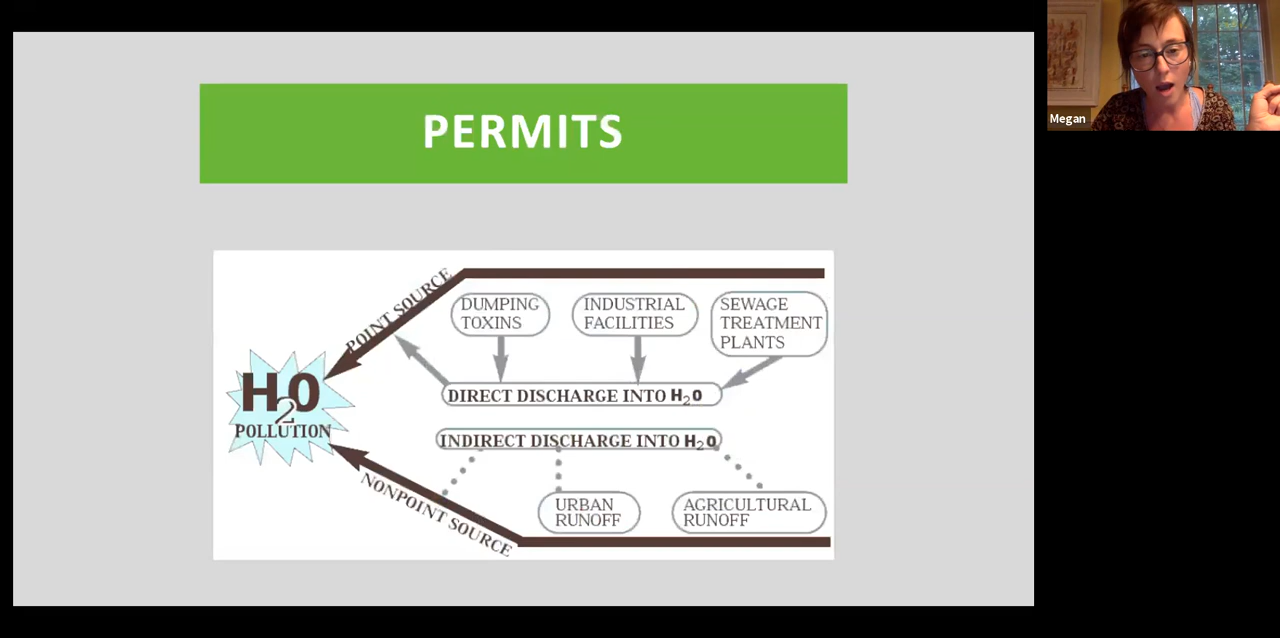 PERMITS
Megan
POINT SOURCE
DUMPING
TOXINS
INDUSTRIAL
FACILITIES
SEWAGE
TREATMENT
PLANTS
H2O
POLLUTION
DIRECT DISCHARGE INTO H2O
INDIRECT DISCHARGE INTO H2O
NONPOINT SOURCE
URBAN
RUNOFF
AGRICULTURAL
RUNOFF